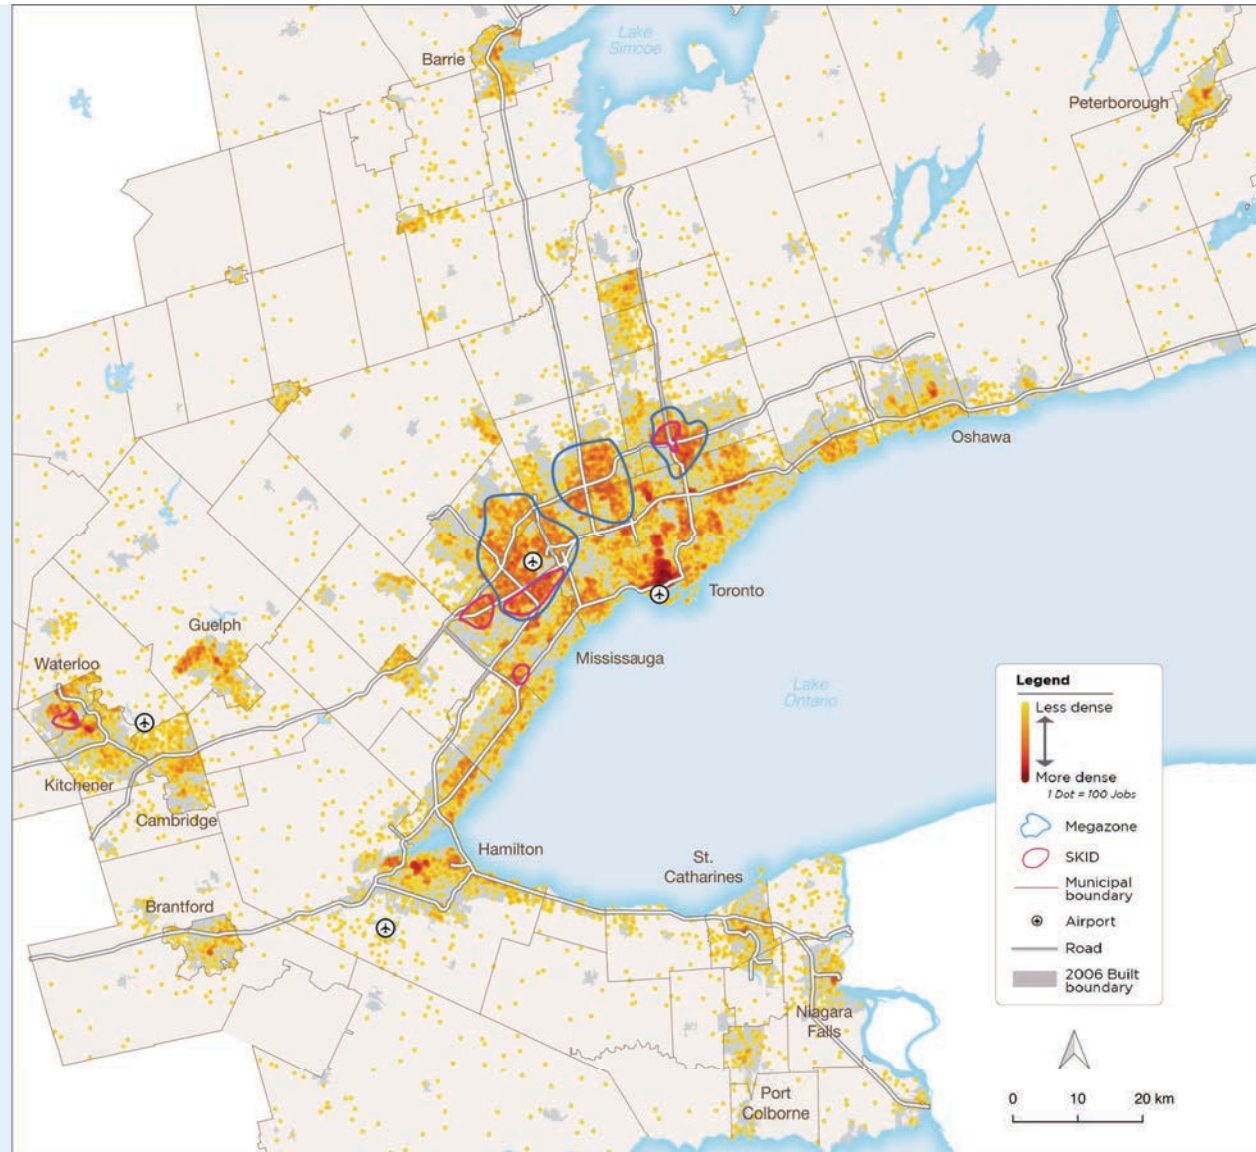 Lake
Simcoe
Barrie
Peterborough
Oshawa
Toronto
Guelph
Mississauga
Waterloo
Lake
Ontario
Kitchener
Cambridge
Hamilton
St.
Catharines
Brantford
Niagara
Falls
Port
Colborne
Legend
Less dense
More dense
1 Dot = 100 Jobs
Megazone
SKID
Municipal
boundary
Airport
Road
2006 Built
boundary
0 10 20 km